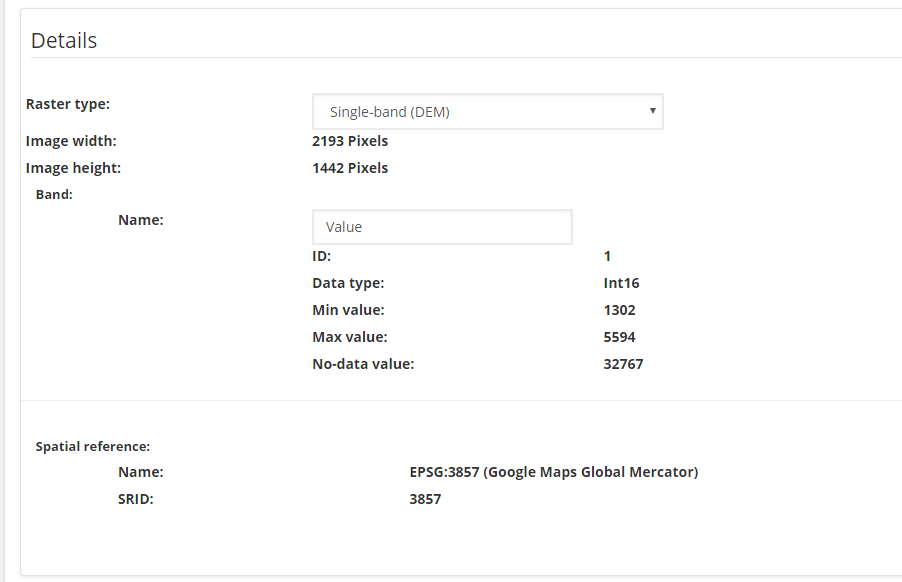 Details
Raster type: Single-band (DEM)
Image width: 2193 Pixels
Image height: 1442 Pixels
Band:
Name: Value
ID: 1
Data type: Int16
Min value: 1302
Max value: 5594
No-data value: 32767
Spatial reference:
Name: EPSG:3857 (Google Maps Global Mercator)
SRID: 3857